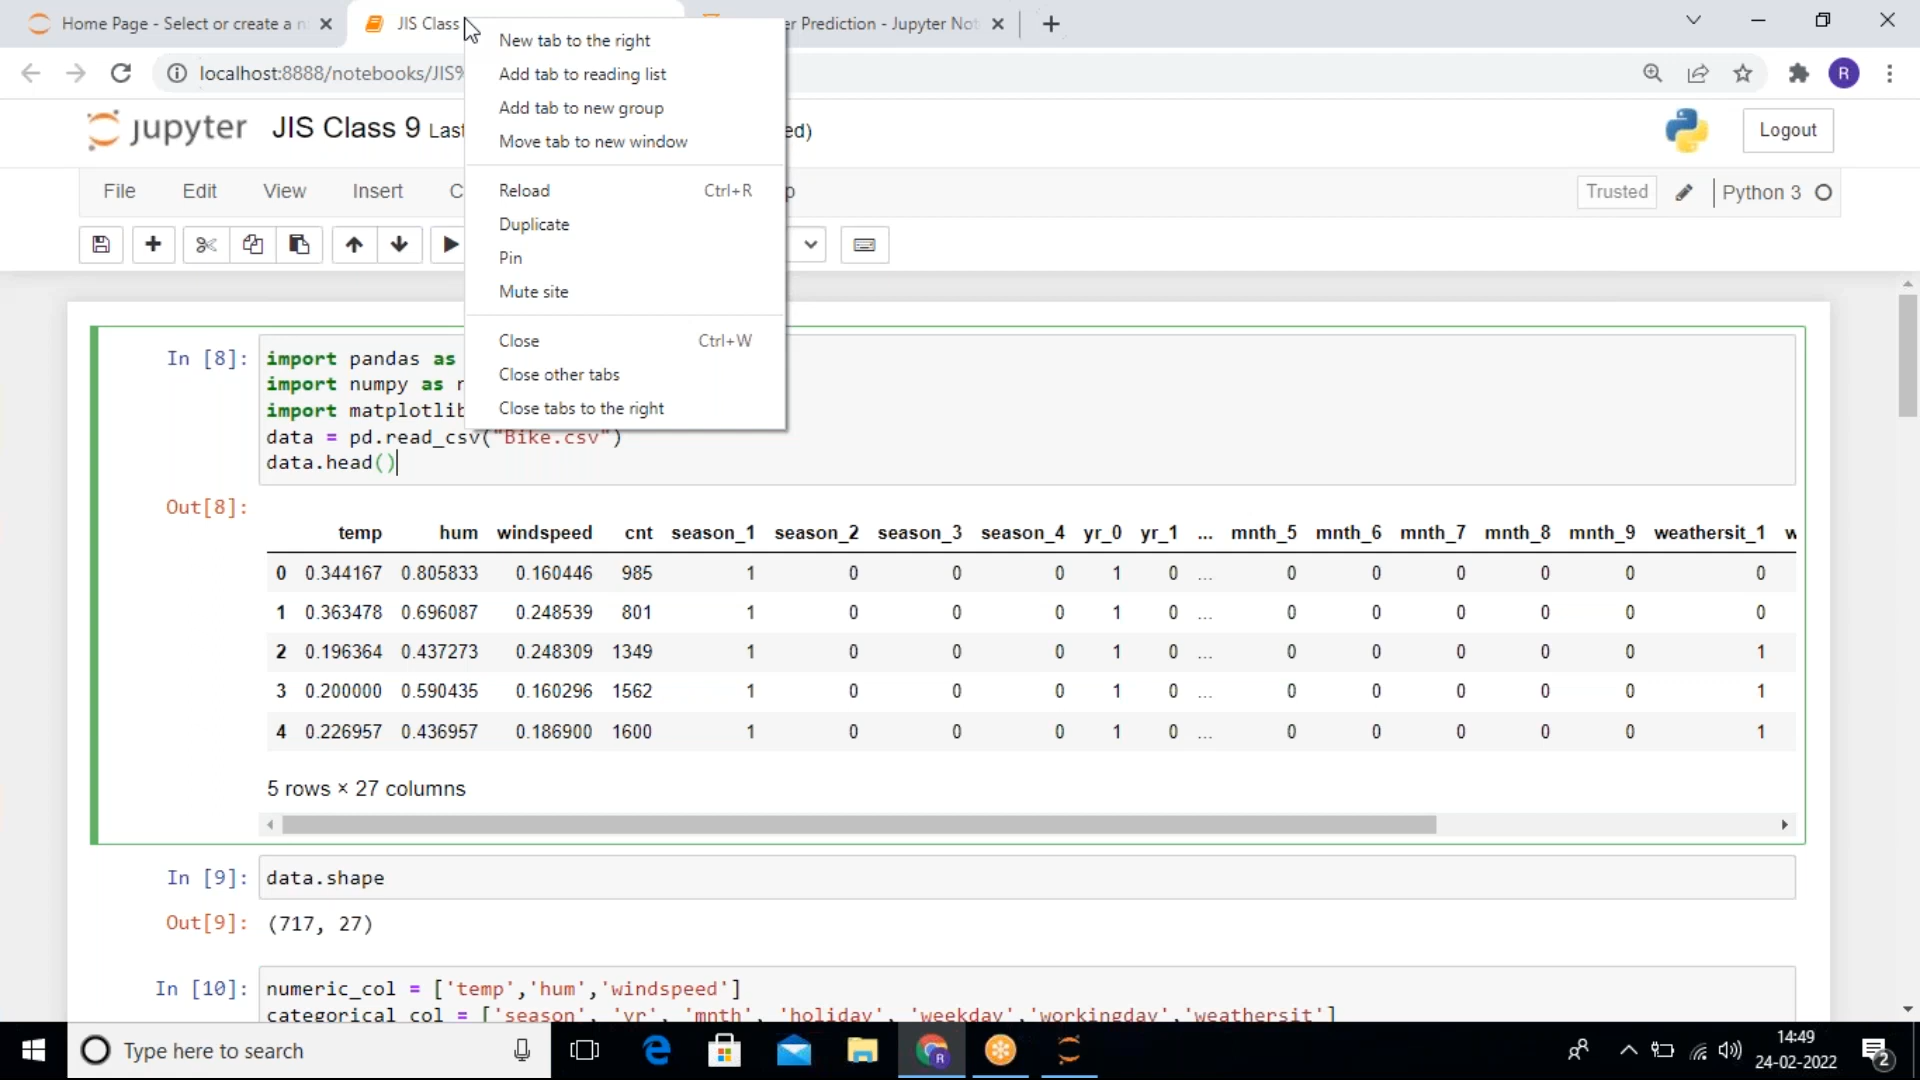 Home Page - Select or create a n
JIS Class
er Prediction - Jupyter Not
localhost:8888/notebooks/JIS%
R
New tab to the right
Add tab to reading list
Add tab to new group
Move tab to new window
Reload Ctrl+R
Duplicate
Pin
Mute site
Close Ctrl+W
Close other tabs
Close tabs to the right
jupyter JIS Class 9 Last
ed)
Logout
File Edit View Insert C p
Trusted Python 3
In [8]: import pandas as
import numpy as n
import matplotlib
data = pd.read_csv("Bike.csv")
data.head()
Out[8]:
temp hum windspeed cnt season_1 season_2 season_3 season_4 yr_0 yr_1 ... mnth_5 mnth_6 mnth_7 mnth_8 mnth_9 weathersit_1 w
0 0.344167 0.805833 0.160446 985 1 0 0 0 1 0 ... 0 0 0 0 0 0
1 0.363478 0.696087 0.248539 801 1 0 0 0 1 0 ... 0 0 0 0 0 0
2 0.196364 0.437273 0.248309 1349 1 0 0 0 1 0 ... 0 0 0 0 0 1
3 0.200000 0.590435 0.160296 1562 1 0 0 0 1 0 ... 0 0 0 0 0 1
4 0.226957 0.436957 0.186900 1600 1 0 0 0 1 0 ... 0 0 0 0 0 1
5 rows × 27 columns
In [9]: data.shape
Out[9]: (717, 27)
In [10]: numeric_col = ['temp','hum','windspeed']
categorical_col = ['season', 'yr', 'mnth', 'holiday', 'weekday','workingday','weathersit']
Type here to search
R
14:49
24-02-2022
2